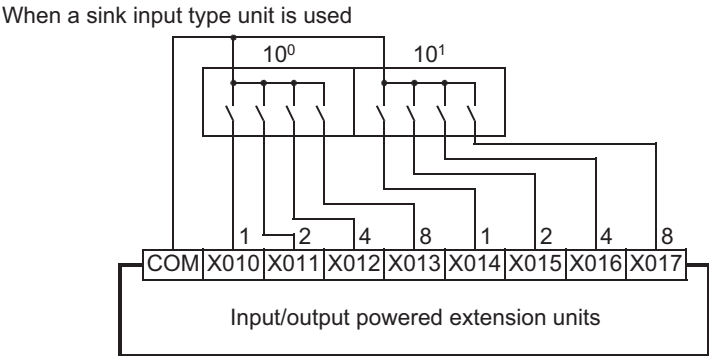 When a sink input type unit is used
10⁰ 10¹
1 2 4 8 1 2 4 8
COM X010 X011 X012 X013 X014 X015 X016 X017
Input/output powered extension units